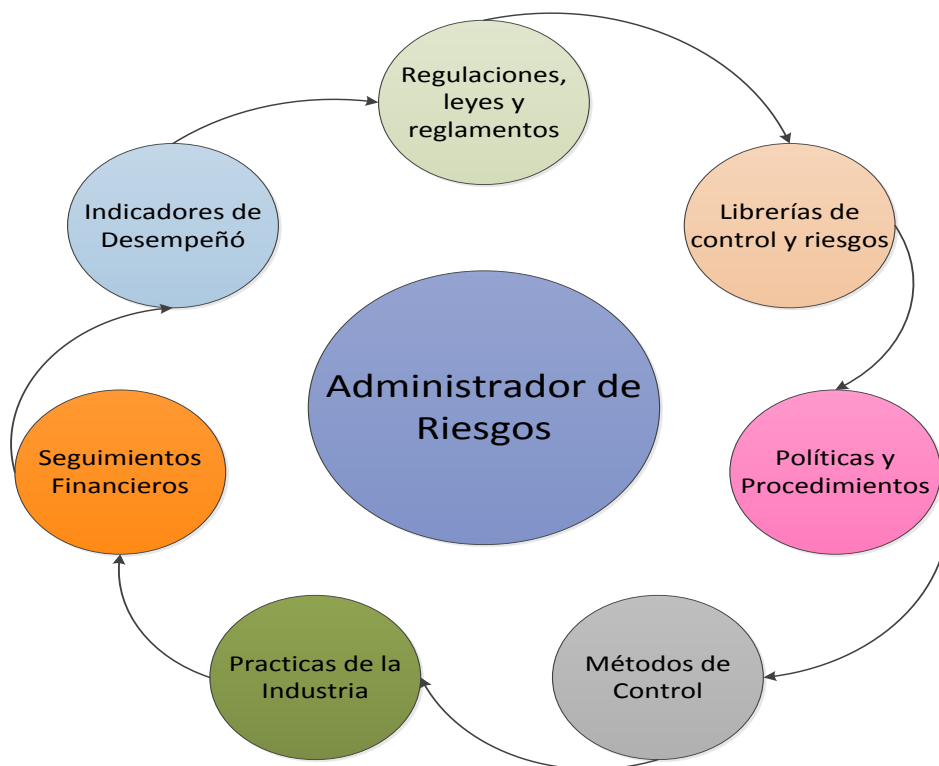 Regulaciones,
leyes y
reglamentos
Librerías de
control y riesgos
Políticas y
Procedimientos
Métodos de
Control
Practicas de la
Industria
Seguimientos
Financieros
Indicadores de
Desempeñó
Administrador de
Riesgos